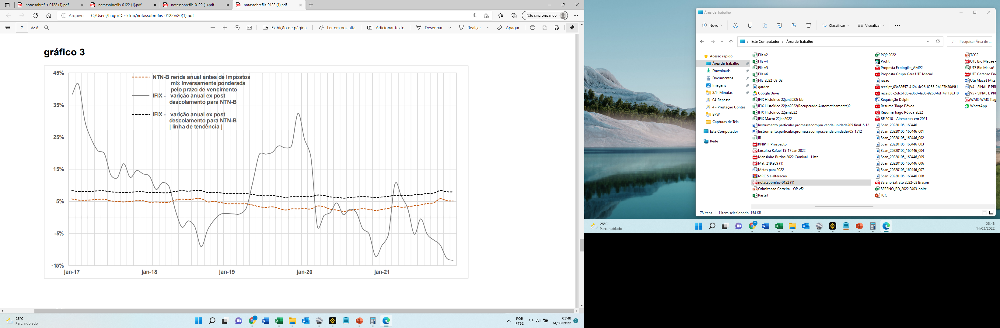 notassobrefiis-0122 (1).pdf
notassobrefiis-0122 (1).pdf
notassobrefiis-0122 (1).pdf
notassobrefiis-0122 (1).pdf
Arquivo
C:/Users/tiago/Desktop/notassobrefiis-0122%20(1).pdf
Não sincronizando
7 de 8
Exibição de página
Ler em voz alta
Adicionar texto
Desenhar
Realçar
Apagar
gráfico 3
45%
35%
25%
15%
5%
-5%
-15%
NTN-B renda anual antes de impostos
mix inversamente ponderada
pelo prazo de vencimento
IFIX - varição anual ex post
descolamento para NTN-B
IFIX - varição anual ex post
descolamento para NTN-B
| linha de tendência |
jan-17
jan-18
jan-19
jan-20
jan-21
25°C
Parc. nublado
POR
PTB2
03:48
14/03/2022
2
Área de Trabalho
Novo
Classificar
Visualizar
Este Computador
Área de Trabalho
Pesquisar Área de ...
Acesso rápido
Área de Trabalho
Downloads
Documentos
Imagens
2.1- Minutas
04-Repasse
4 - Prestação Contas
BFW
Capturas de Tela
Este Computador
Rede
FIIs v2
FIIs v4
FIIs v5
FIIs v6
FIIs_2022_09_02
garden
Google Drive
IFIX Histoìrico 22jan2022( bb
IFIX Histoìrico 22jan2022(Recuperado Automaticamente)2
IFIX Histoìrico 22jan2022
IFIX Macro 22jan2022
Instrumento.particular.promessacompra.venda.unidade705.final15.12
Instrumento.particular.promessacompra.venda.unidade705_1512
IR
KNIP11 Prospecto
Localiza Rafael 15-17 Jan 2022
Mansinho Buzios 2022 Carnival - Lista
Mat. 219.959 (1)
Metas para 2022
MRC 5 a alteracao
notassobrefiis-0122 (1)
Otimizacao Carteira - OP vf2
Pasta1
PQP 2022
Profit
Proposta Ecologika_AMP2
Proposta Grupo Gera UTE Macaé
razao
receipt_03a88657-4124-4e26-8255-2b127b30d9f1
receipt_c5dc61d6-a0b8-4a0c-92b0-6d147f136318
Requisição Delphi
Resume Tiago Póvoa
Resume Tiago Póvoa_2022
RF 2010 - Alteracoes em 2021
Scan_20220105_160446
Scan_20220105_160446_001
Scan_20220105_160446_002
Scan_20220105_160446_003
Scan_20220105_160446_004
Scan_20220105_160446_005
Scan_20220105_160446_006
Scan_20220105_160446_007
Scan_20220105_160446_008
Sereno Extrato 2022-03 Brasim
SERENO_BD_2022 0403-noite
TCC
TCC2
UTE Bio Macaé -
UTE Bio Macaé -
UTE Geracao En
Ute Macaé Miss
V4 - SINAL E PRI
V5 - SINAL E PRI
WAIS-WMS TIag
WhatsApp
78 itens
1 item selecionado 154 KB
25°C
Parc. nublado
03:48
14/03/2022